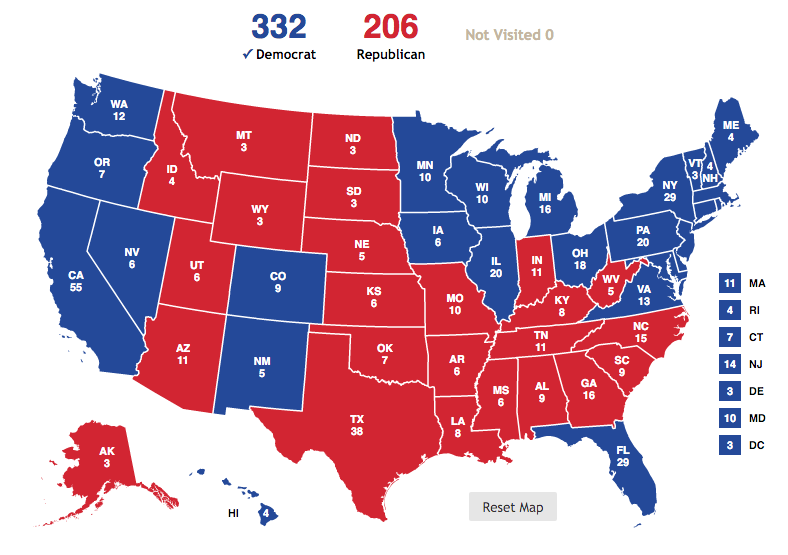 332
206
Not Visited 0
✓ Democrat
Republican
WA
12
OR
7
CA
55
NV
6
ID
4
MT
3
WY
3
UT
6
AZ
11
CO
9
NM
5
ND
3
SD
3
NE
5
KS
6
OK
7
TX
38
MN
10
IA
6
MO
10
AR
6
LA
8
WI
10
IL
20
MI
16
IN
11
OH
18
KY
8
TN
11
MS
6
AL
9
GA
16
FL
29
SC
9
NC
15
VA
13
WV
5
PA
20
NY
29
VT
3
4
NH
ME
4
AK
3
HI
4
11 MA
4 RI
7 CT
14 NJ
3 DE
10 MD
3 DC
Reset Map